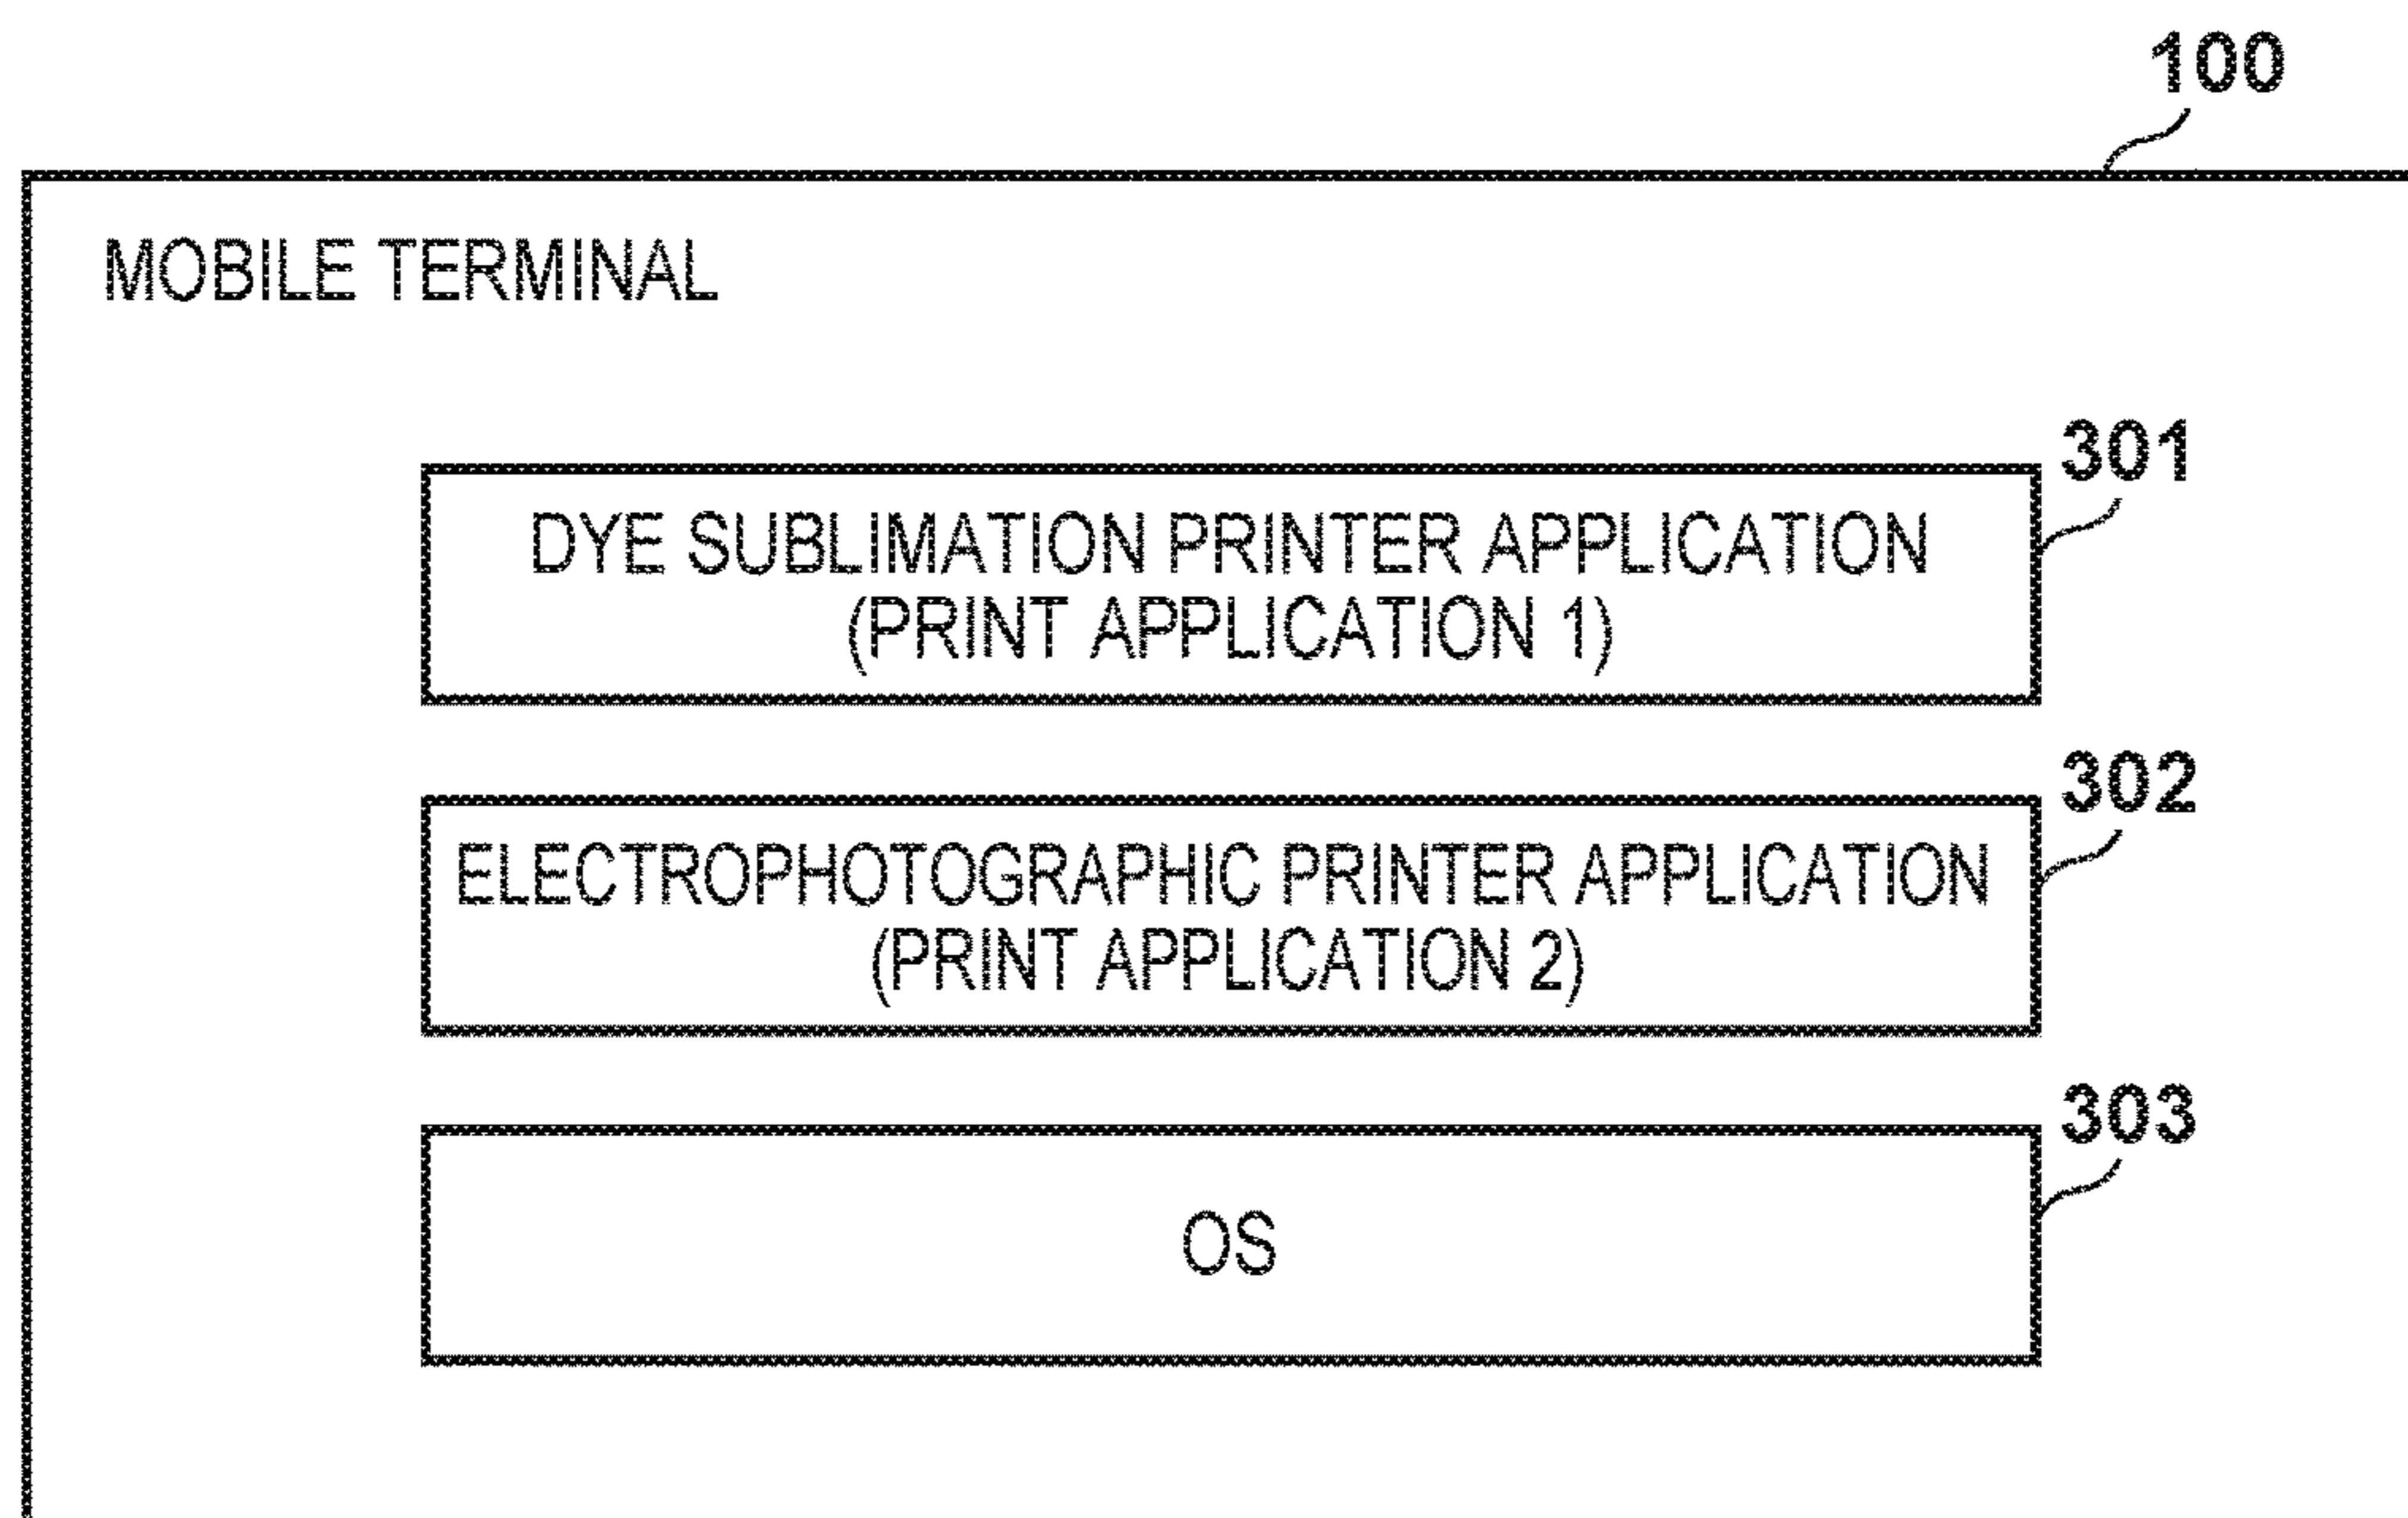 100
MOBILE TERMINAL
301
DYE SUBLIMATION PRINTER APPLICATION
(PRINT APPLICATION 1)
302
ELECTROPHOTOGRAPHIC PRINTER APPLICATION
(PRINT APPLICATION 2)
303
OS